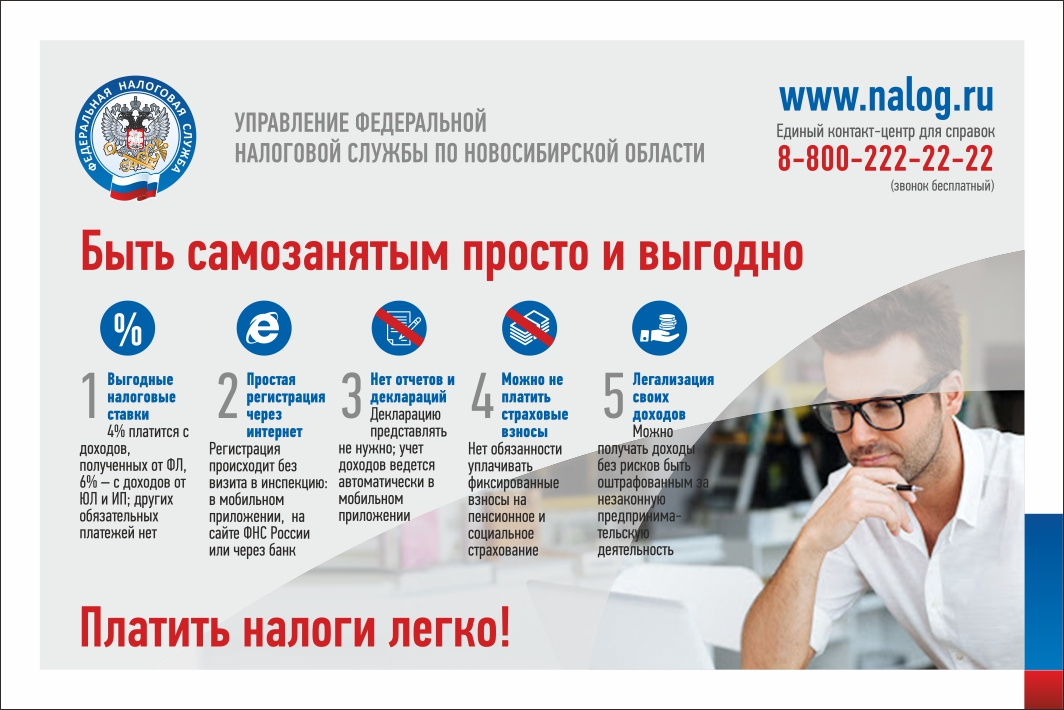 ФЕДЕРАЛЬНАЯ НАЛОГОВАЯ СЛУЖБА
УПРАВЛЕНИЕ ФЕДЕРАЛЬНОЙ
НАЛОГОВОЙ СЛУЖБЫ ПО НОВОСИБИРСКОЙ ОБЛАСТИ
www.nalog.ru
Единый контакт-центр для справок
8-800-222-22-22
(звонок бесплатный)
Быть самозанятым просто и выгодно
%
1 Выгодные
налоговые
ставки
4% платится с
доходов,
полученных от ФЛ,
6% – с доходов от
ЮЛ и ИП; других
обязательных
платежей нет
2 Простая
регистрация
через
интернет
Регистрация
происходит без
визита в инспекцию:
в мобильном
приложении, на
сайте ФНС России
или через банк
3 Нет отчетов и
деклараций
Декларацию
представлять
не нужно; учет
доходов ведется
автоматически в
мобильном
приложении
4 Можно не
платить
страховые
взносы
Нет обязанности
уплачивать
фиксированные
взносы на
пенсионное и
социальное
страхование
5 Легализация
своих
доходов
Можно
получать доходы
без рисков быть
оштрафованным за
незаконную
предпринима-
тельскую
деятельность
Платить налоги легко!